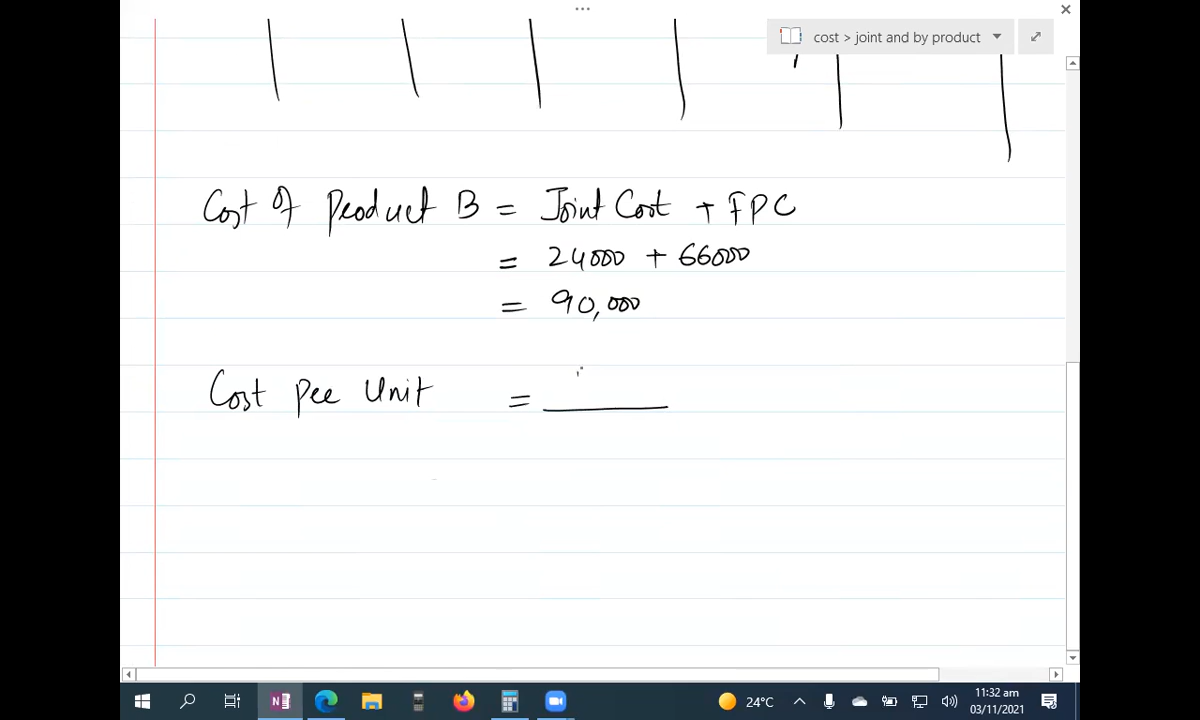 cost > joint and by product
Cost Of Product B = Joint Cost + FPC
= 24000 + 66000
= 90,000
Cost Per Unit =
24°C
11:32 am
03/11/2021